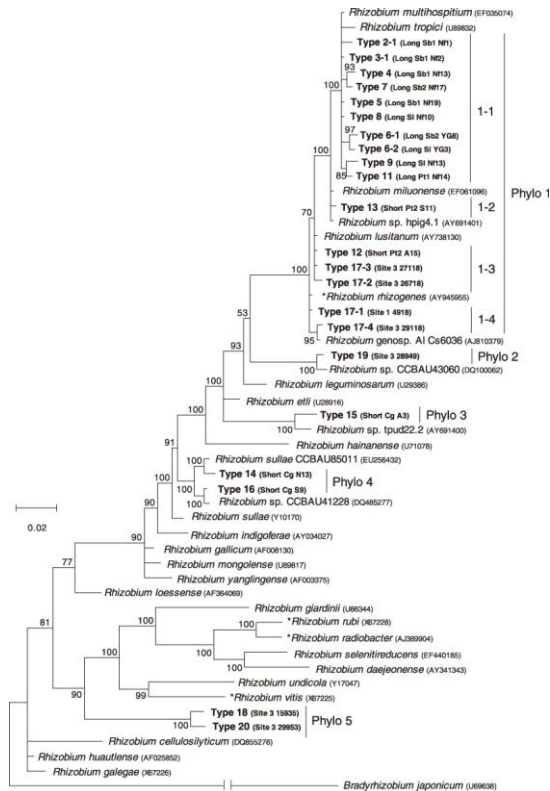 Rhizobium multihospitium (EF035074)
Rhizobium tropici (U89832)
Type 2-1 (Long Sb1 Nf1)
Type 3-1 (Long Sb1 Nf2)
93
Type 4 (Long Sb1 Nf13)
Type 7 (Long Sb2 Nf17)
100
Type 5 (Long Sb1 Nf19)
1-1
Type 8 (Long Sl Nf10)
97
Type 6-1 (Long Sb2 YG8)
Type 6-2 (Long Sl YG3)
Type 9 (Long Sl Nf13)
85
Type 11 (Long Pt1 Nf14)
Phylo 1
Rhizobium miluonense (EF061096)
100
Type 13 (Short Pt2 S11)
1-2
Rhizobium sp. hpig4.1 (AY691401)
70
Rhizobium lusitanum (AY738130)
Type 12 (Short Pt2 A15)
100
Type 17-3 (Site 3 27118)
1-3
Type 17-2 (Site 3 26718)
*Rhizobium rhizogenes (AY945955)
Type 17-1 (Site 1 4918)
1-4
53
Type 17-4 (Site 3 29118)
95
Rhizobium genosp. AI Cs6036 (AJ810379)
Type 19 (Site 3 28949)
Phylo 2
93
100
Rhizobium sp. CCBAU43060 (DQ100062)
Rhizobium leguminosarum (U29386)
100
Rhizobium etli (U28916)
Type 15 (Short Cg A3)
Phylo 3
100
100
Rhizobium sp. tpud22.2 (AY691400)
Rhizobium hainanense (U71078)
91
Rhizobium sullae CCBAU85011 (EU256432)
100
Type 14 (Short Cg N13)
Phylo 4
100
Type 16 (Short Cg S9)
100
Rhizobium sp. CCBAU41228 (DQ485277)
90
Rhizobium sullae (Y10170)
0.02
Rhizobium indigoferae (AY034027)
90
Rhizobium gallicum (AF008130)
Rhizobium mongolense (U89817)
77
Rhizobium yanglingense (AF003375)
Rhizobium loessense (AF364069)
Rhizobium giardinii (U86344)
81
100
100
*Rhizobium rubi (X67228)
*Rhizobium radiobacter (AJ389904)
100
100
Rhizobium selenitireducens (EF440185)
100
Rhizobium daejeonense (AY341343)
Rhizobium undicola (Y17047)
90
99
*Rhizobium vitis (X67225)
Type 18 (Site 3 15935)
Phylo 5
100
Type 20 (Site 3 29953)
Rhizobium cellulosilyticum (DQ855276)
Rhizobium huautlense (AF025852)
Rhizobium galegae (X67226)
Bradyrhizobium japonicum (U69638)